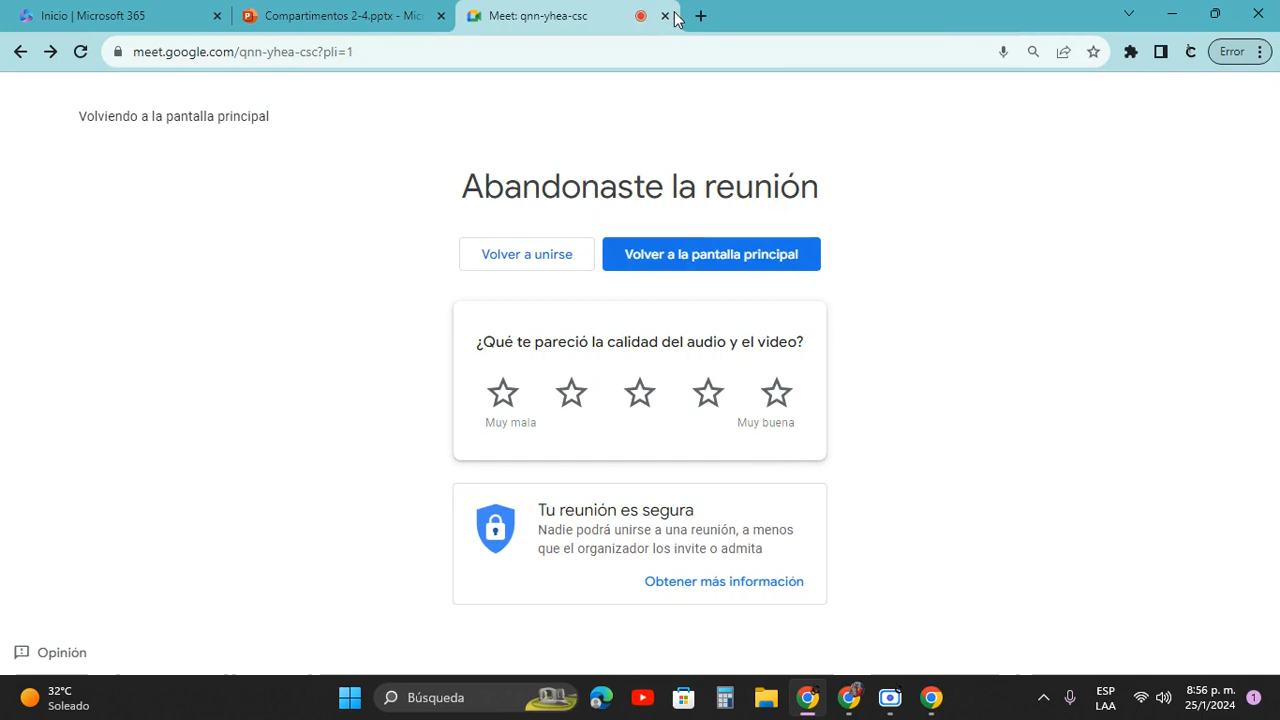 Inicio | Microsoft 365
Compartimentos 2-4.pptx - Micr
Meet: qnn-yhea-csc
meet.google.com/qnn-yhea-csc?pli=1
Error
Volviendo a la pantalla principal
Abandonaste la reunión
Volver a unirse
Volver a la pantalla principal
¿Qué te pareció la calidad del audio y el video?
Muy mala
Muy buena
Tu reunión es segura
Nadie podrá unirse a una reunión, a menos
que el organizador los invite o admita
Obtener más información
Opinión
32°C
Soleado
Búsqueda
ESP
LAA
8:56 p. m.
25/1/2024
1